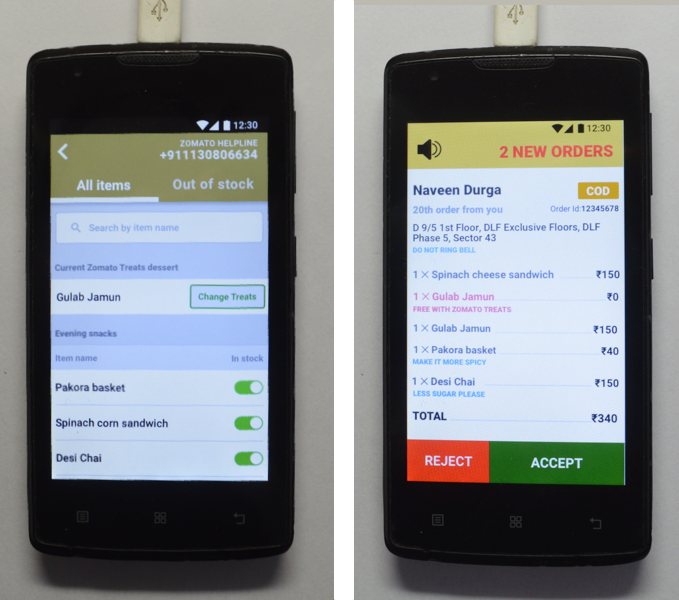 12:30
ZOMATO HELPLINE
+911130806634
All items
Out of stock
Search by item name
Current Zomato Treats dessert
Gulab Jamun
Change Treats
Evening snacks
Item name
In stock
Pakora basket
Spinach corn sandwich
Desi Chai
12:30
2 NEW ORDERS
Naveen Durga
COD
20th order from you
Order Id:12345678
D 9/5 1st Floor, DLF Exclusive Floors, DLF
Phase 5, Sector 43
DO NOT RING BELL
1 × Spinach cheese sandwich ₹150
1 × Gulab Jamun ₹0
FREE WITH ZOMATO TREATS
1 × Gulab Jamun ₹150
1 × Pakora basket ₹40
MAKE IT MORE SPICY
1 × Desi Chai ₹150
LESS SUGAR PLEASE
TOTAL ₹340
REJECT
ACCEPT